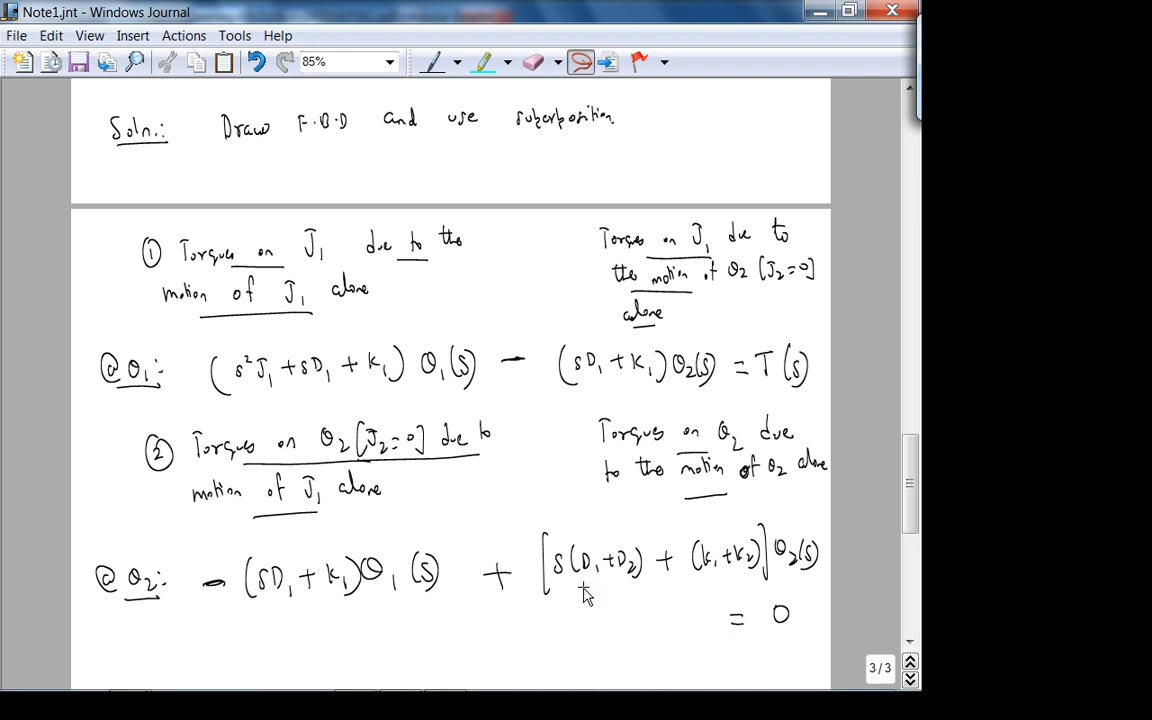 Note1.jnt - Windows Journal
File Edit View Insert Actions Tools Help
85%
Soln.: Draw F.B.D and use superposition.
① Torques on J₁ due to the
motion of J₁ alone
Torques on J₁ due to
the motion of θ₂ [J₂=0]
alone
@ θ₁: (s²J₁ + sD₁ + K₁) θ₁(s) - (sD₁ + K₁) θ₂(s) = T(s)
② Torques on θ₂ [J₂=0] due to
motion of J₁ alone
Torques on θ₂ due
to the motion of θ₂ alone
@ θ₂: - (sD₁ + K₁) θ₁(s) + [s(D₁+D₂) + (K₁+K₂)] θ₂(s)
= 0
3/3